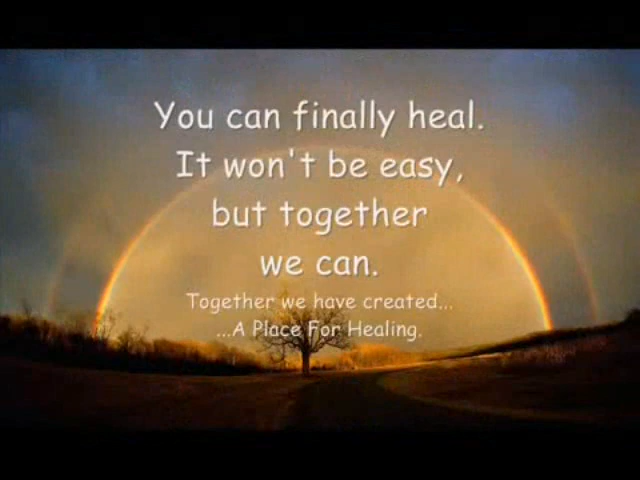 You can finally heal.
It won't be easy,
but together
we can.
Together we have created...
...A Place For Healing.